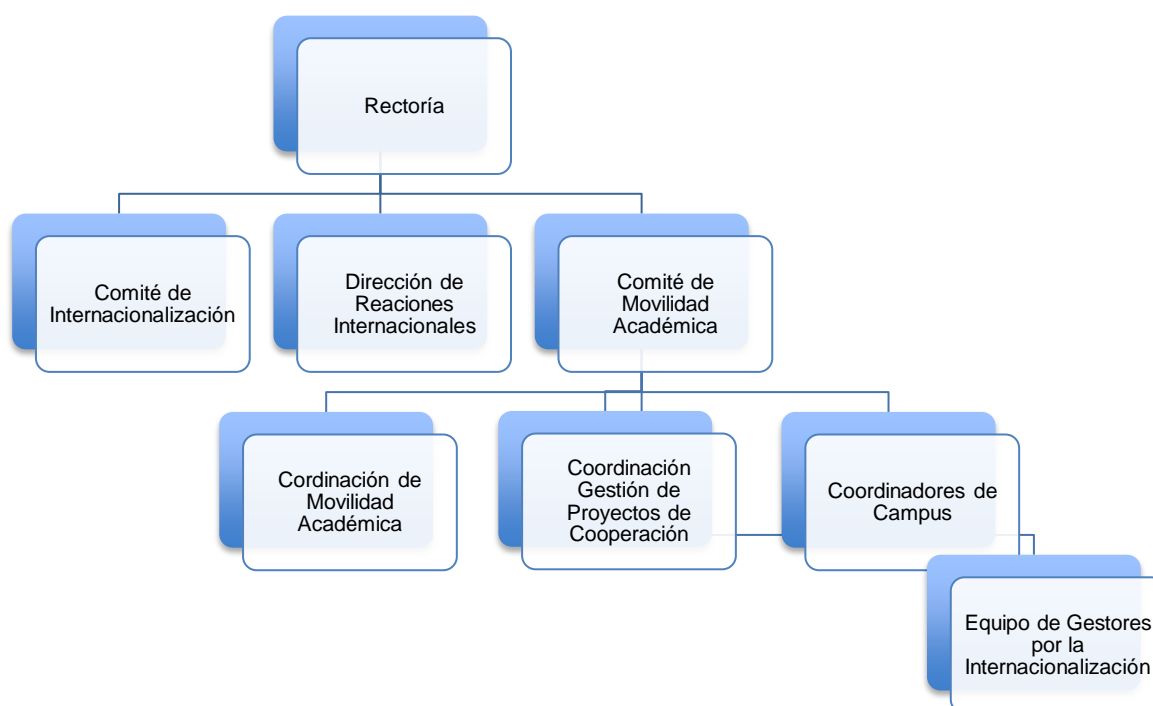 Rectoría
Comité de
Internacionalización
Dirección de
Reaciones
Internacionales
Comité de
Movilidad
Académica
Cordinación de
Movilidad
Académica
Coordinación
Gestión de
Proyectos de
Cooperación
Coordinadores de
Campus
Equipo de Gestores
por la
Internacionalización